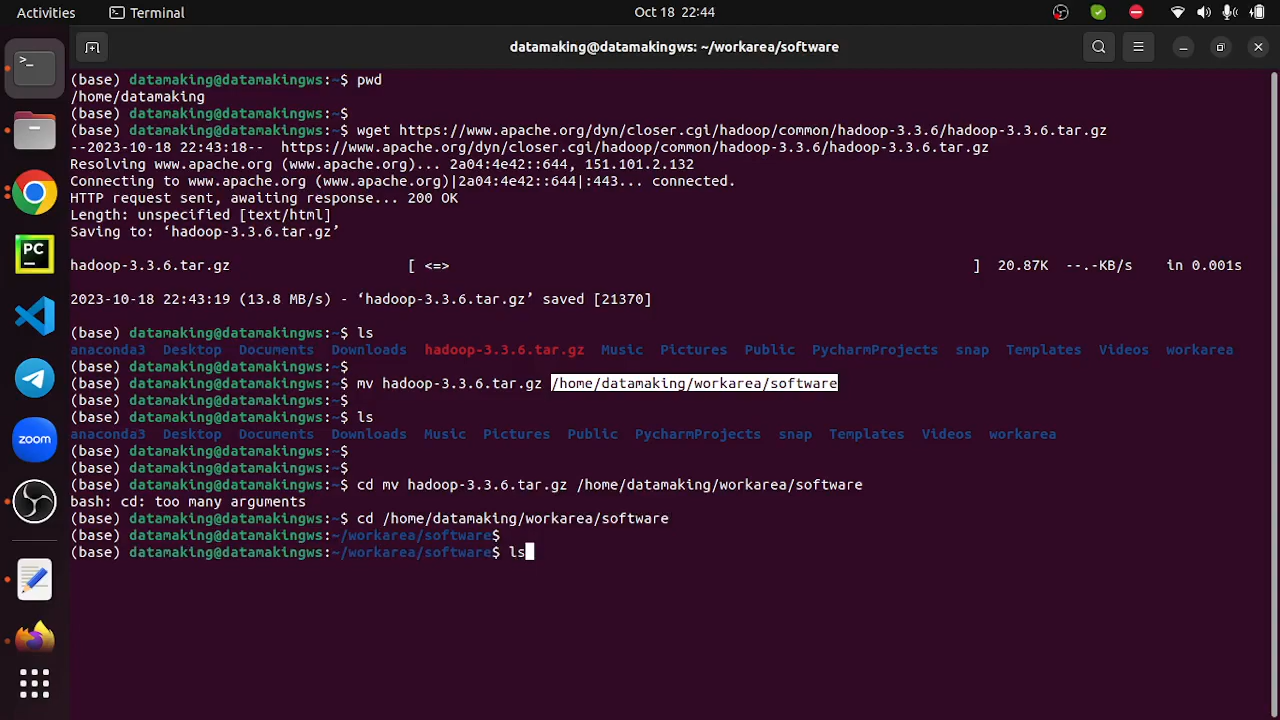 Activities Terminal Oct 18 22:44
datamaking@datamakingws: ~/workarea/software
(base) datamaking@datamakingws:~$ pwd
/home/datamaking
(base) datamaking@datamakingws:~$
(base) datamaking@datamakingws:~$ wget https://www.apache.org/dyn/closer.cgi/hadoop/common/hadoop-3.3.6/hadoop-3.3.6.tar.gz
--2023-10-18 22:43:18--  https://www.apache.org/dyn/closer.cgi/hadoop/common/hadoop-3.3.6/hadoop-3.3.6.tar.gz
Resolving www.apache.org (www.apache.org)... 2a04:4e42::644, 151.101.2.132
Connecting to www.apache.org (www.apache.org)|2a04:4e42::644|:443... connected.
HTTP request sent, awaiting response... 200 OK
Length: unspecified [text/html]
Saving to: ‘hadoop-3.3.6.tar.gz’
hadoop-3.3.6.tar.gz [ <=> ] 20.87K --.-KB/s in 0.001s
2023-10-18 22:43:19 (13.8 MB/s) - ‘hadoop-3.3.6.tar.gz’ saved [21370]
(base) datamaking@datamakingws:~$ ls
anaconda3 Desktop Documents Downloads hadoop-3.3.6.tar.gz Music Pictures Public PycharmProjects snap Templates Videos workarea
(base) datamaking@datamakingws:~$
(base) datamaking@datamakingws:~$ mv hadoop-3.3.6.tar.gz /home/datamaking/workarea/software
(base) datamaking@datamakingws:~$
(base) datamaking@datamakingws:~$ ls
anaconda3 Desktop Documents Downloads Music Pictures Public PycharmProjects snap Templates Videos workarea
(base) datamaking@datamakingws:~$
(base) datamaking@datamakingws:~$
(base) datamaking@datamakingws:~$ cd mv hadoop-3.3.6.tar.gz /home/datamaking/workarea/software
bash: cd: too many arguments
(base) datamaking@datamakingws:~$ cd /home/datamaking/workarea/software
(base) datamaking@datamakingws:~/workarea/software$
(base) datamaking@datamakingws:~/workarea/software$ ls
PC
zoom